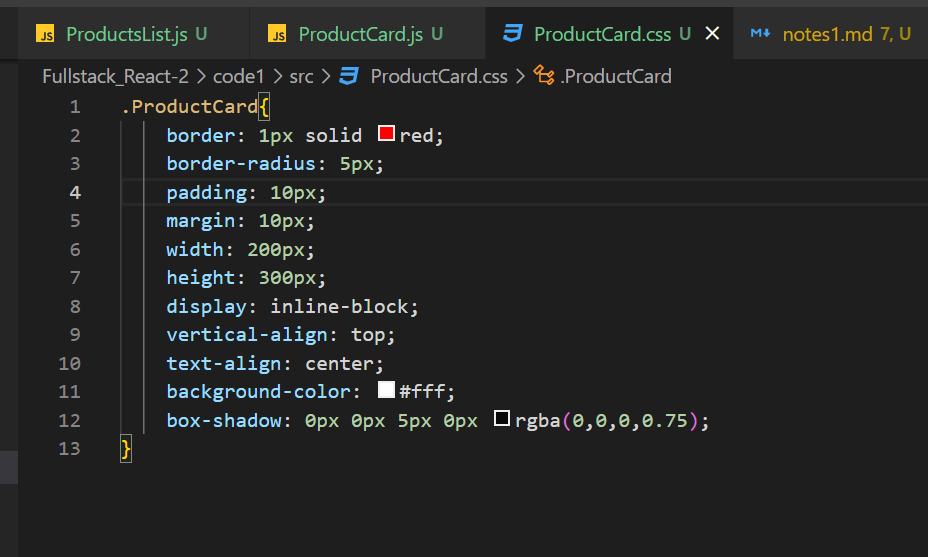 JS ProductsList.js U JS ProductCard.js U ProductCard.css U × M↓ notes1.md 7, U
Fullstack_React-2 > code1 > src > ProductCard.css > .ProductCard
1 .ProductCard{
2 border: 1px solid red;
3 border-radius: 5px;
4 padding: 10px;
5 margin: 10px;
6 width: 200px;
7 height: 300px;
8 display: inline-block;
9 vertical-align: top;
10 text-align: center;
11 background-color: #fff;
12 box-shadow: 0px 0px 5px 0px rgba(0,0,0,0.75);
13 }